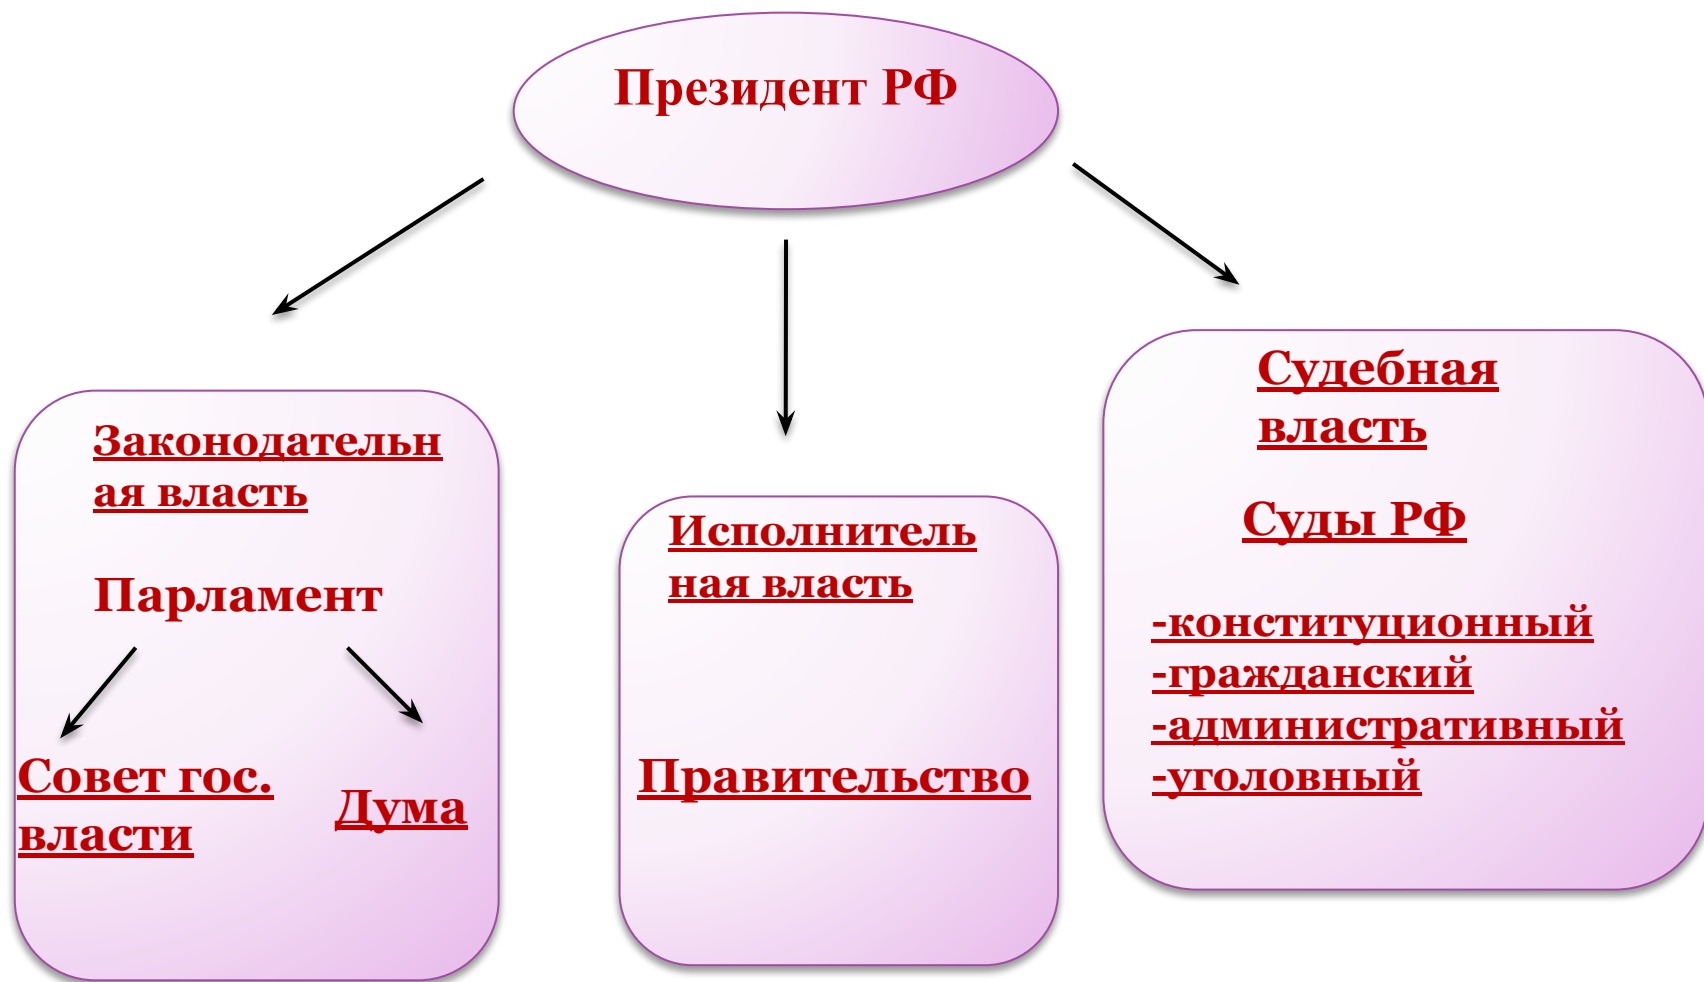 Президент РФ
Законодательн
ая власть
Парламент
Совет гос.
власти
Дума
Исполнитель
ная власть
Правительство
Судебная
власть
Суды РФ
-конституционный
-гражданский
-административный
-уголовный